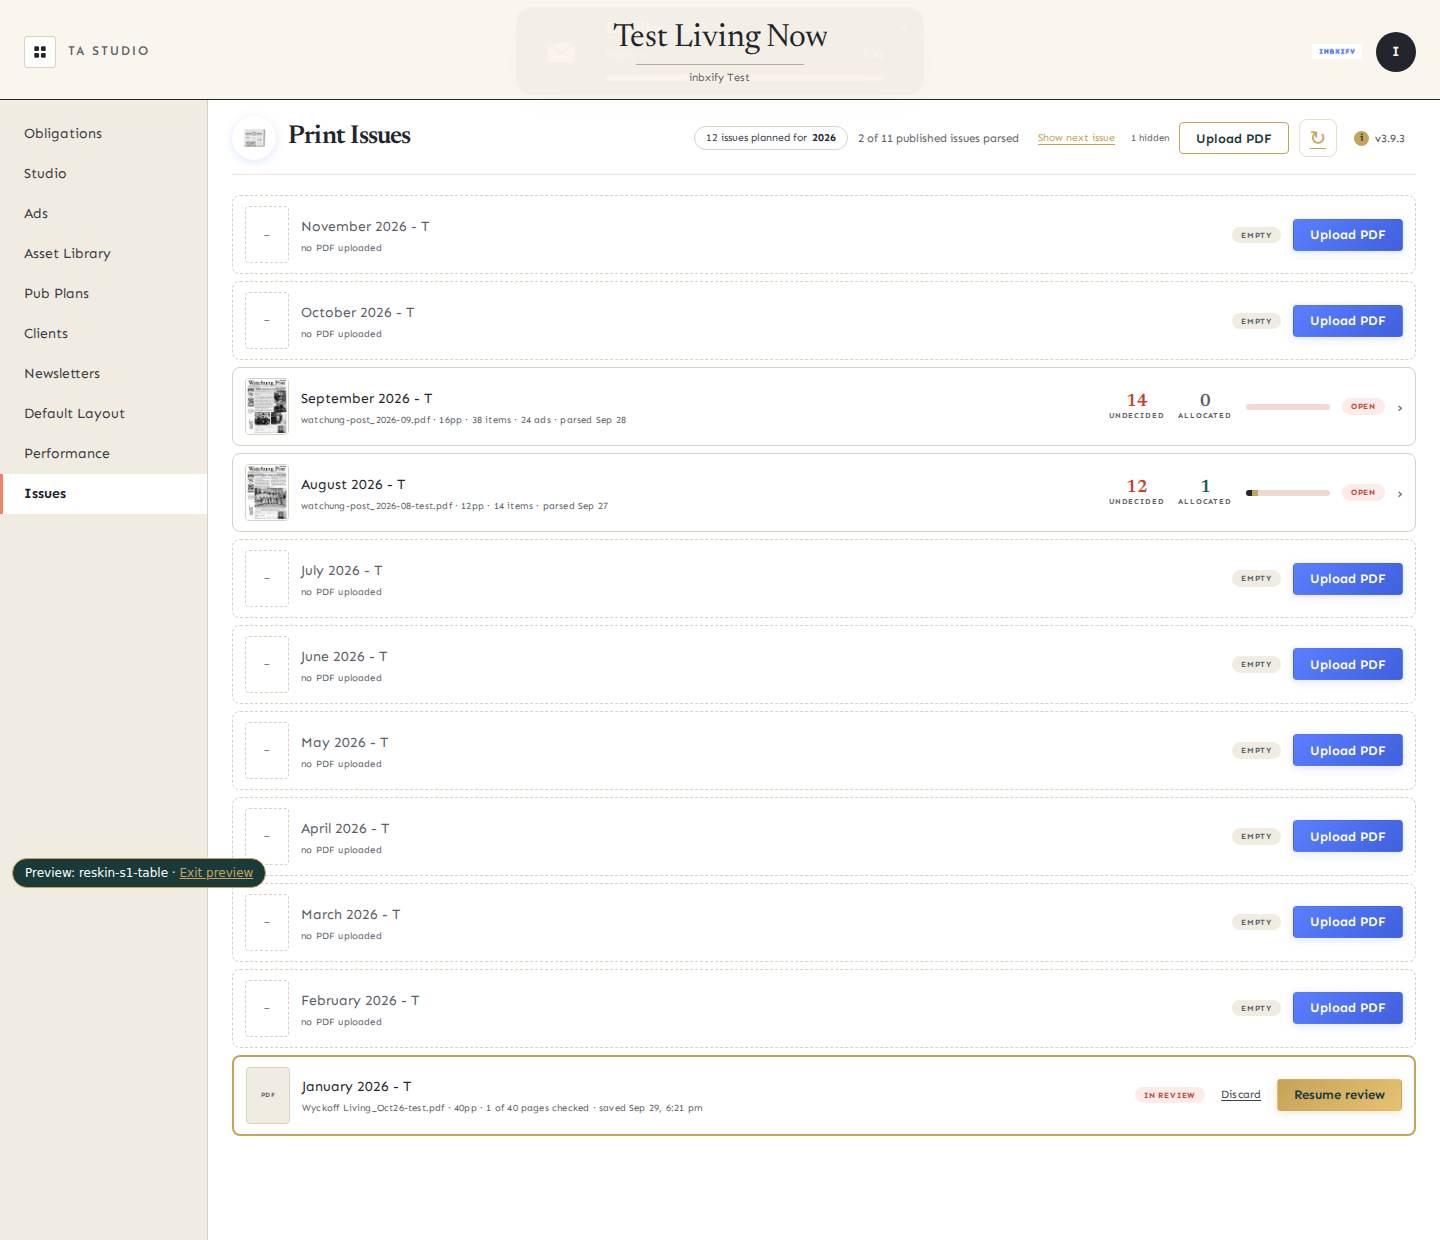 TA STUDIO
Test Living Now
inbxify Test
INBXIFY
I
Obligations
Studio
Ads
Asset Library
Pub Plans
Clients
Newsletters
Default Layout
Performance
Issues
Print Issues
12 issues planned for 2026
2 of 11 published issues parsed
Show next issue
1 hidden
Upload PDF
↻
i
v3.9.3
–
November 2026 - T
no PDF uploaded
EMPTY
Upload PDF
–
October 2026 - T
no PDF uploaded
EMPTY
Upload PDF
Watchung Post
September 2026 - T
watchung-post_2026-09.pdf · 16pp · 38 items · 24 ads · parsed Sep 28
14
UNDECIDED
0
ALLOCATED
OPEN
›
Watchung Post
August 2026 - T
watchung-post_2026-08-test.pdf · 12pp · 14 items · parsed Sep 27
12
UNDECIDED
1
ALLOCATED
OPEN
›
–
July 2026 - T
no PDF uploaded
EMPTY
Upload PDF
–
June 2026 - T
no PDF uploaded
EMPTY
Upload PDF
–
May 2026 - T
no PDF uploaded
EMPTY
Upload PDF
–
April 2026 - T
no PDF uploaded
EMPTY
Upload PDF
Preview: reskin-s1-table · Exit preview
–
March 2026 - T
no PDF uploaded
EMPTY
Upload PDF
–
February 2026 - T
no PDF uploaded
EMPTY
Upload PDF
PDF
January 2026 - T
Wyckoff Living_Oct26-test.pdf · 40pp · 1 of 40 pages checked · saved Sep 29, 6:21 pm
IN REVIEW
Discard
Resume review